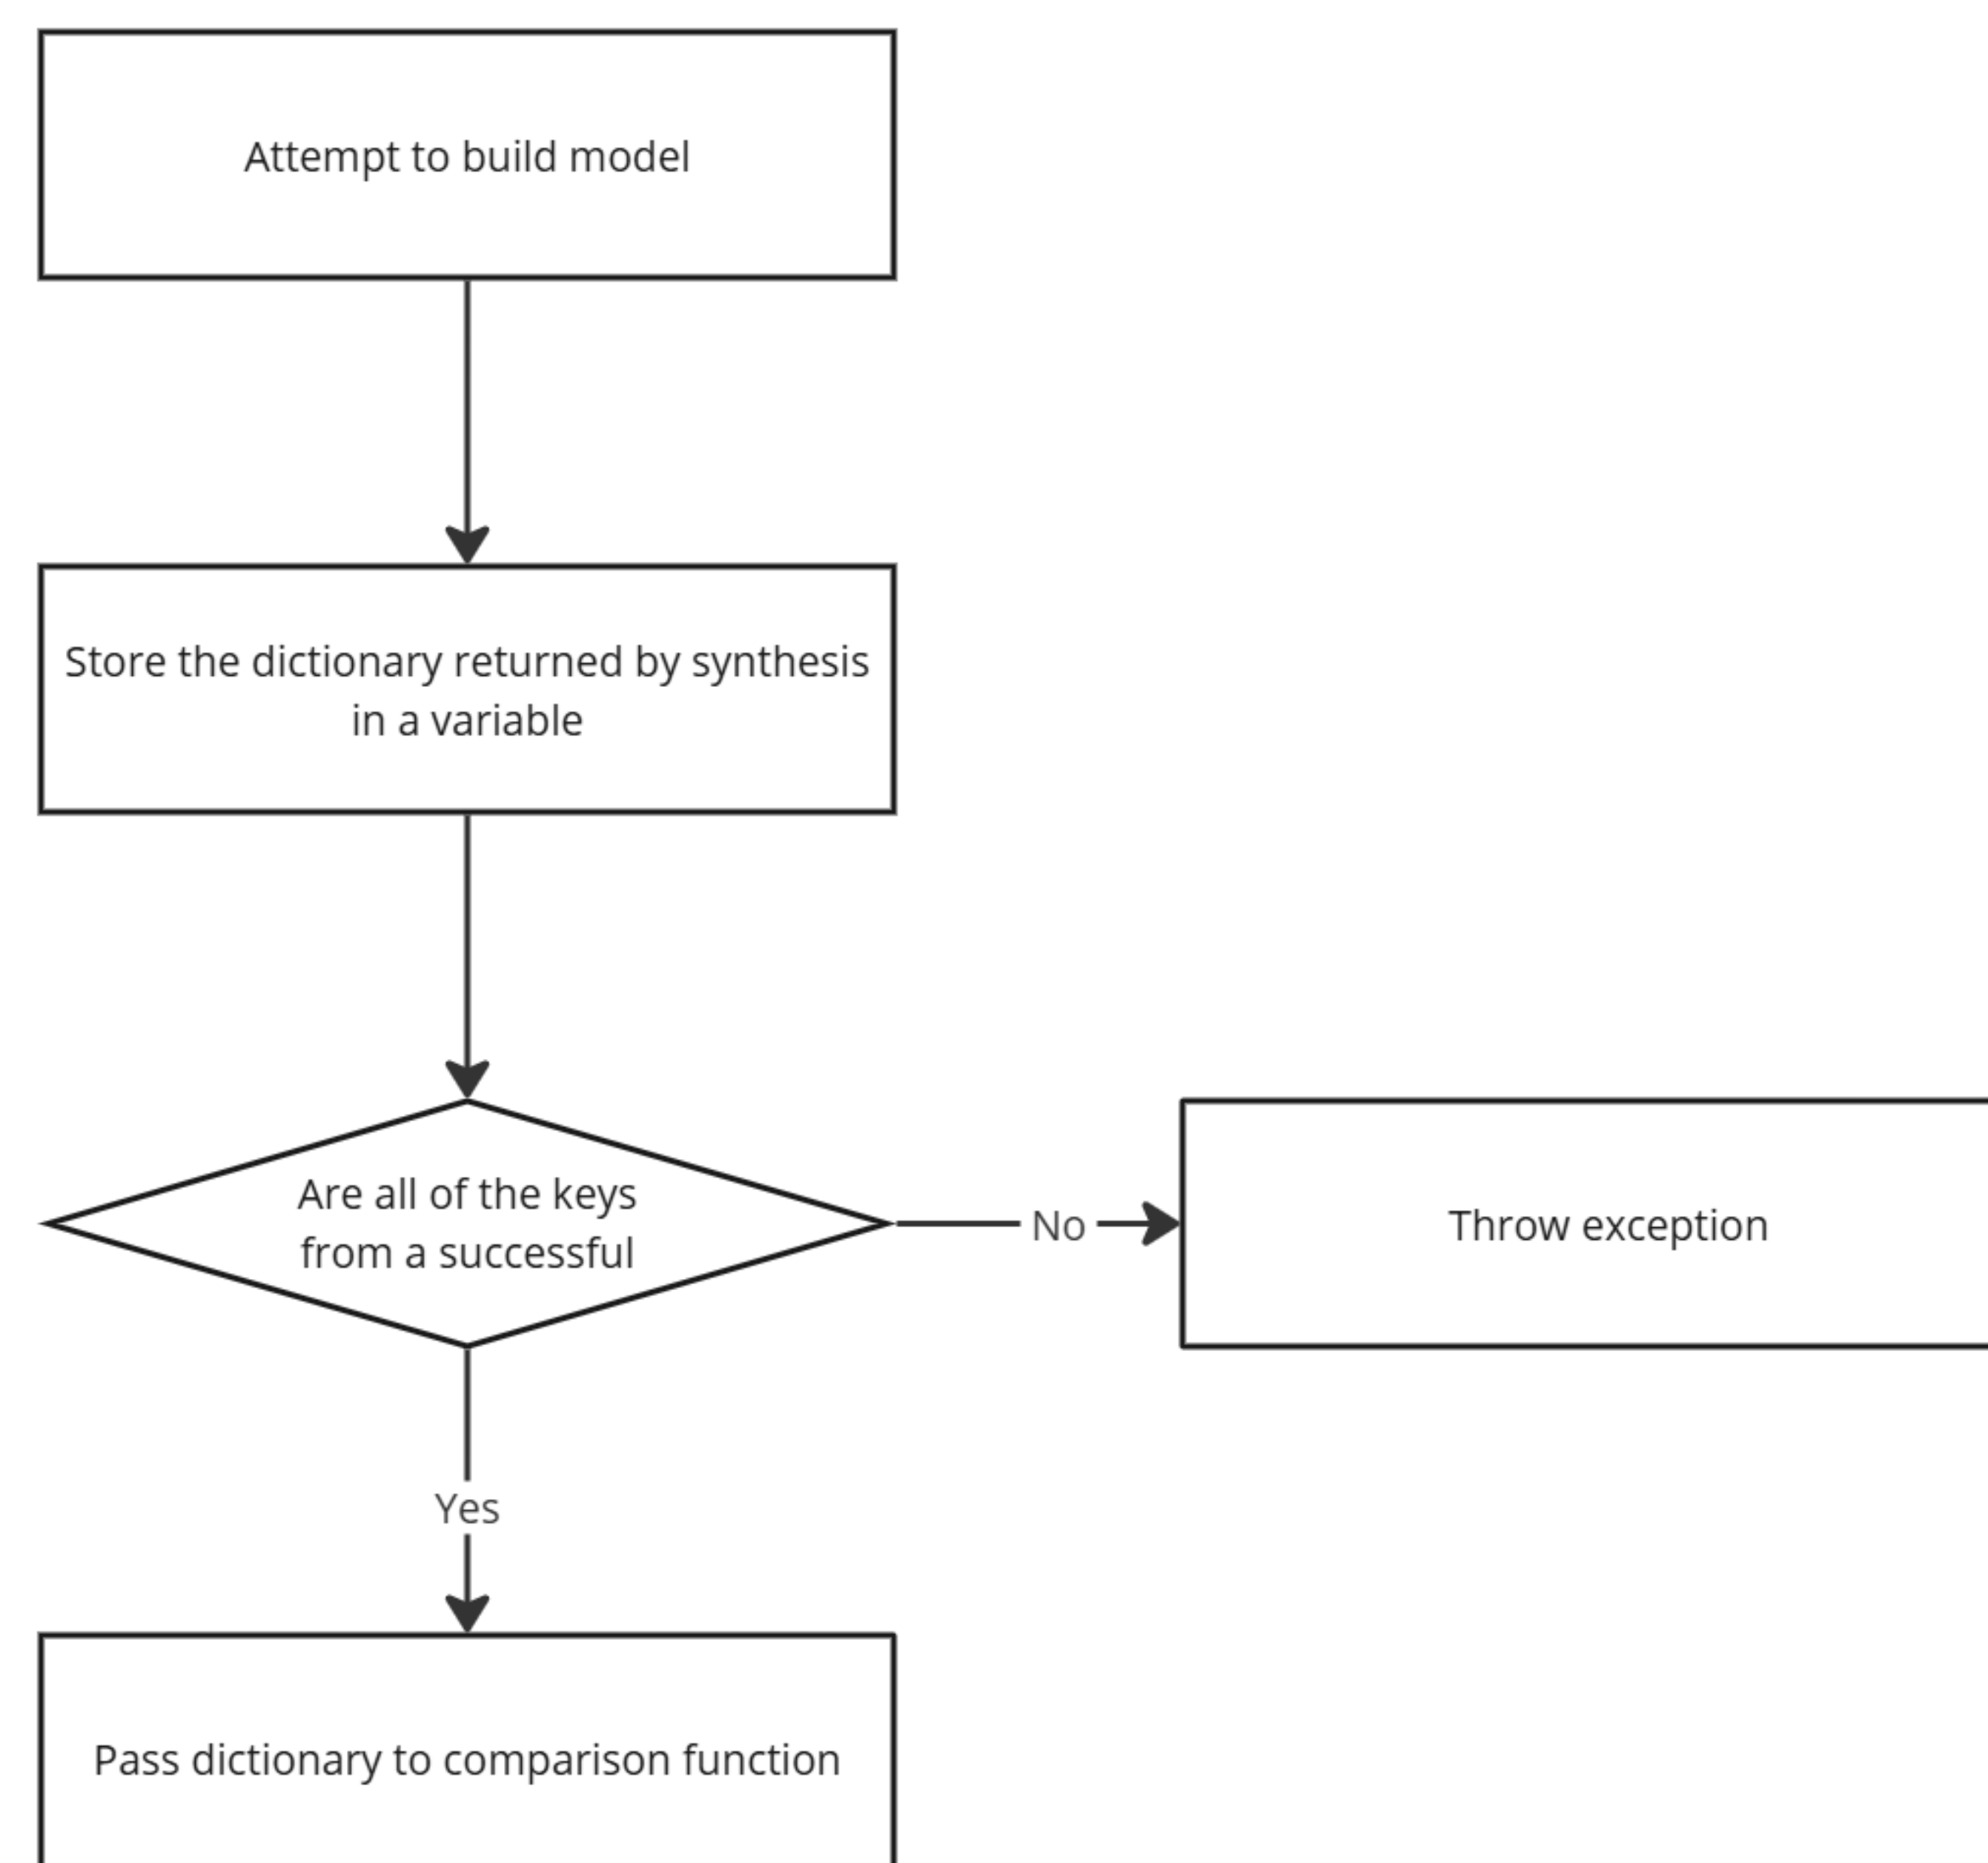 Attempt to build model
Store the dictionary returned by synthesis
in a variable
Are all of the keys
from a successful
No
Throw exception
Yes
Pass dictionary to comparison function